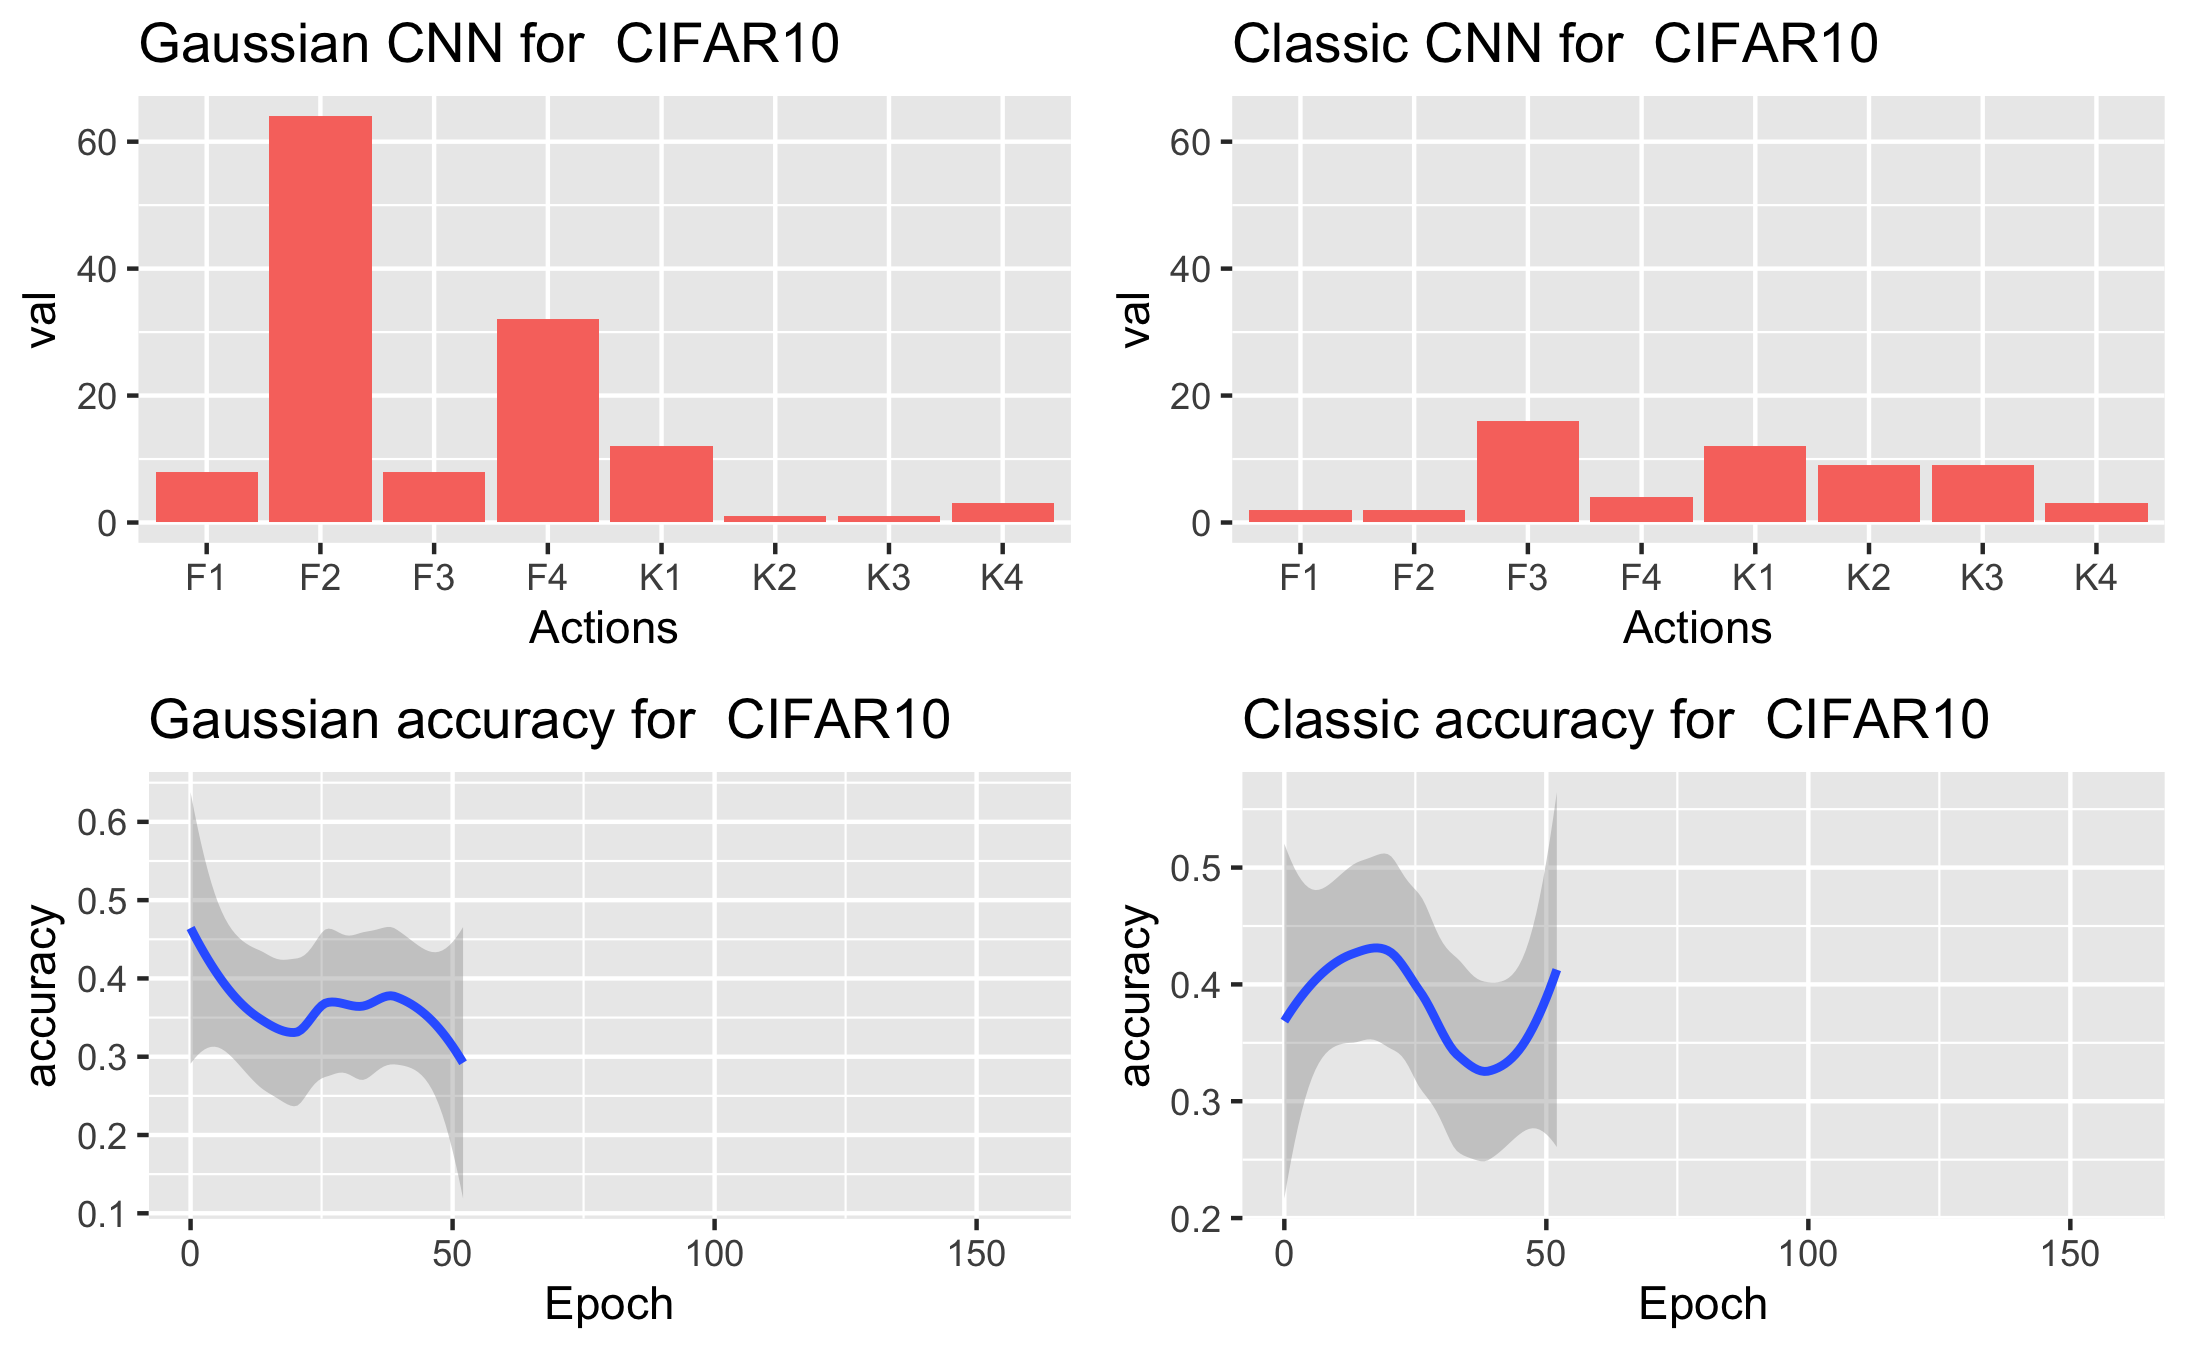 Gaussian CNN for  CIFAR10
60
40
20
0
val
F1 F2 F3 F4 K1 K2 K3 K4
Actions
Classic CNN for  CIFAR10
60
40
20
0
val
F1 F2 F3 F4 K1 K2 K3 K4
Actions
Gaussian accuracy for  CIFAR10
0.6
0.5
0.4
0.3
0.2
0.1
accuracy
0 50 100 150
Epoch
Classic accuracy for  CIFAR10
0.5
0.4
0.3
0.2
accuracy
0 50 100 150
Epoch